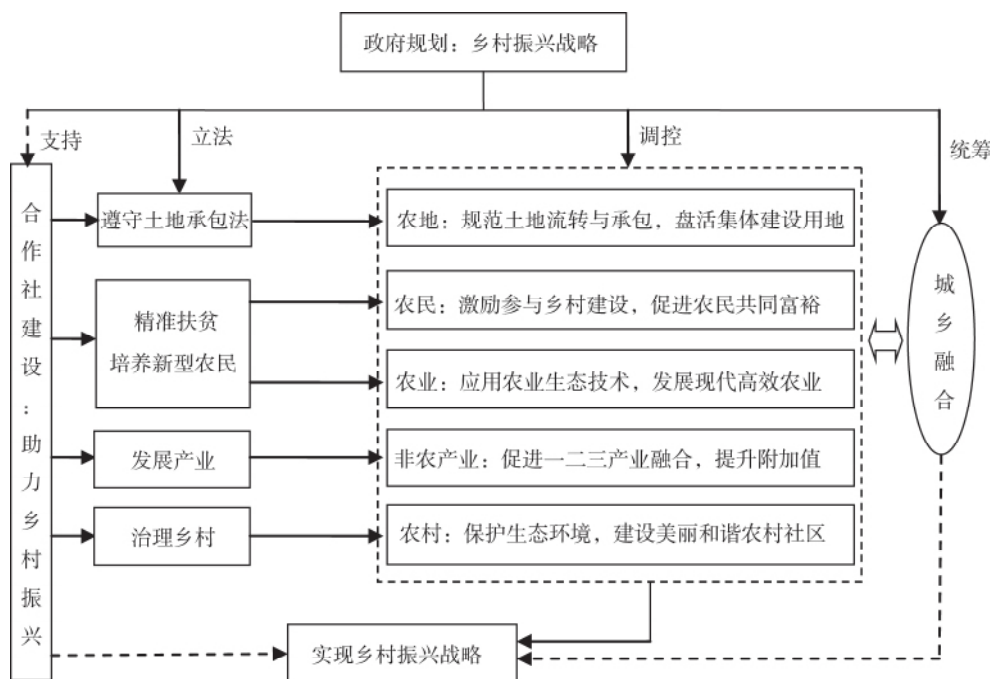 政府规划：乡村振兴战略
支持
立法
调控
统筹
合作社建设：助力乡村振兴
遵守土地承包法
农地：规范土地流转与承包，盘活集体建设用地
精准扶贫
培养新型农民
农民：激励参与乡村建设，促进农民共同富裕
农业：应用农业生态技术，发展现代高效农业
城乡融合
发展产业
非农产业：促进一二三产业融合，提升附加值
治理乡村
农村：保护生态环境，建设美丽和谐农村社区
实现乡村振兴战略